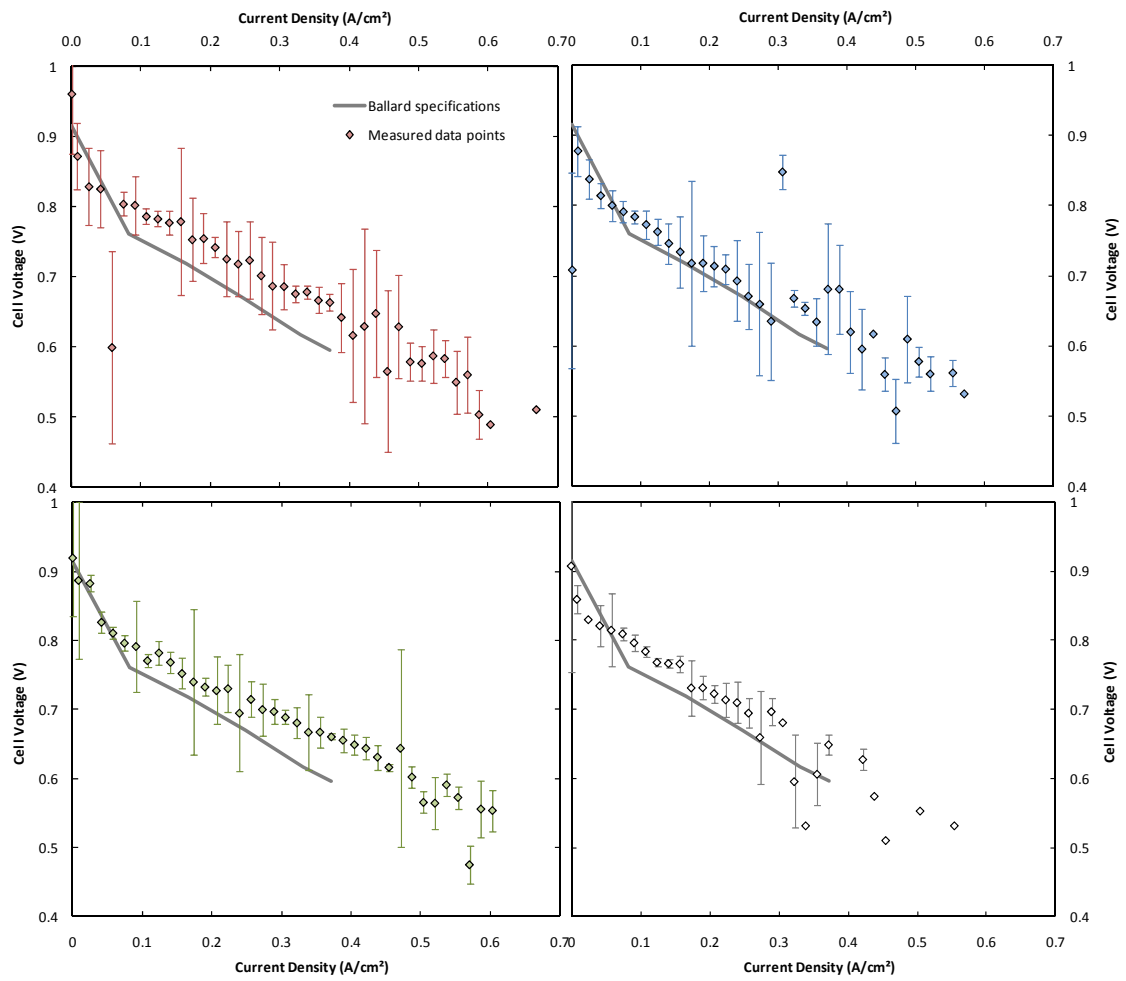 Current Density (A/cm²) Current Density (A/cm²)
0.0 0.1 0.2 0.3 0.4 0.5 0.6 0.70 0.1 0.2 0.3 0.4 0.5 0.6 0.7
1 1
Ballard specifications
Measured data points
0.9 0.9
0.8 0.8
Cell Voltage (V) Cell Voltage (V)
0.7 0.7
0.6 0.6
0.5 0.5
0.4 0.4
1 1
0.9 0.9
0.8 0.8
Cell Voltage (V) Cell Voltage (V)
0.7 0.7
0.6 0.6
0.5 0.5
0.4 0.4
0 0.1 0.2 0.3 0.4 0.5 0.6 0.70 0.1 0.2 0.3 0.4 0.5 0.6 0.7
Current Density (A/cm²) Current Density (A/cm²)